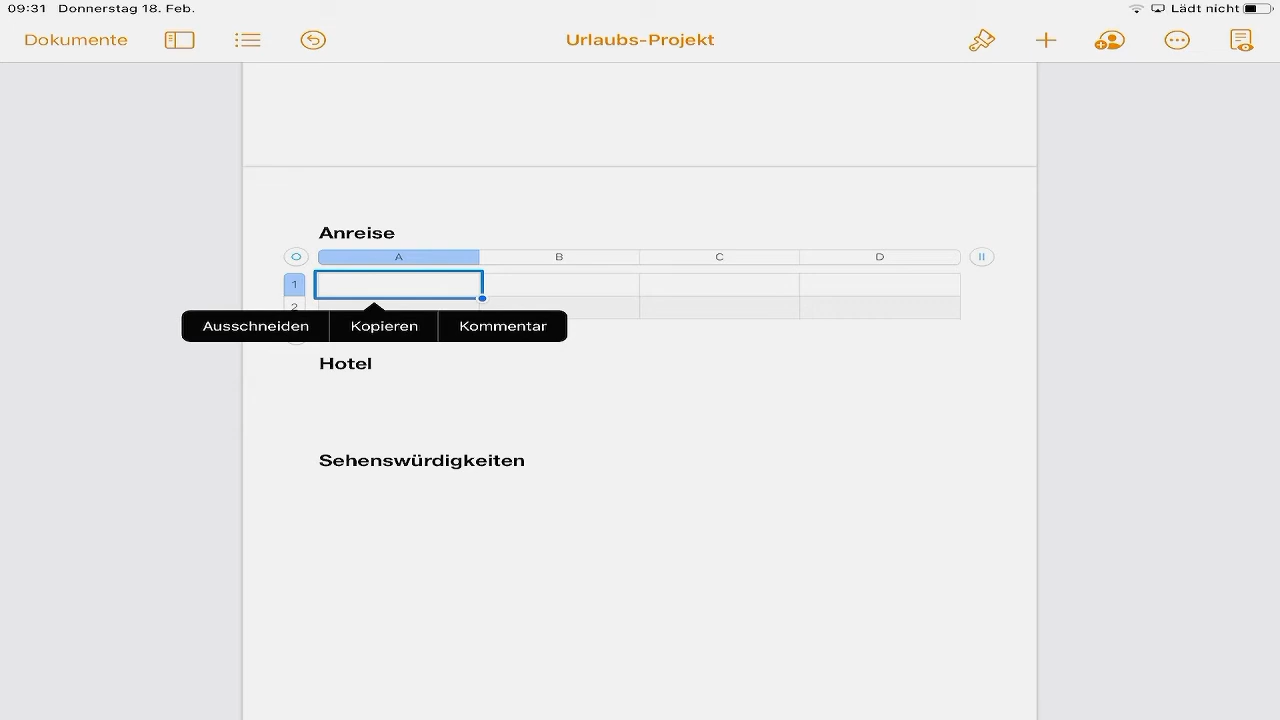 09:31 Donnerstag 18. Feb. Lädt nicht
Dokumente Urlaubs-Projekt
Anreise
A B C D
1
2
Ausschneiden Kopieren Kommentar
Hotel
Sehenswürdigkeiten